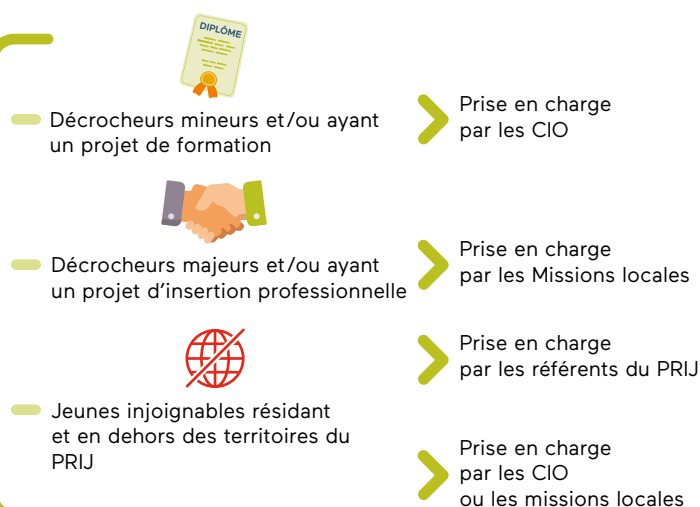 DIPLÔME
Décrocheurs mineurs et/ou ayant
un projet de formation
Prise en charge
par les CIO
Décrocheurs majeurs et/ou ayant
un projet d'insertion professionnelle
Prise en charge
par les Missions locales
Prise en charge
par les référents du PRIJ
Jeunes injoignables résidant
et en dehors des territoires du
PRIJ
Prise en charge
par les CIO
ou les missions locales